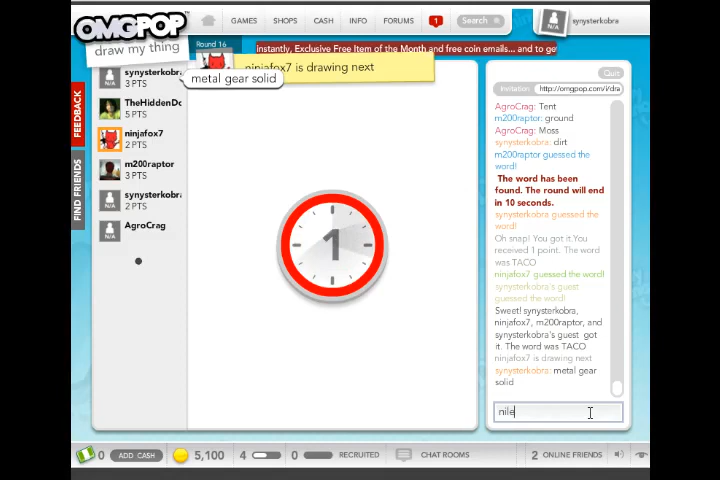 OMGPOP
GAMES SHOPS CASH INFO FORUMS 1 Search synysterkobra
draw my thing
Round 16
instantly, Exclusive Free Item of the Month and free coin emails... and to ge
ninjafox7 is drawing next
metal gear solid
FEEDBACK
FIND FRIENDS
N/A synysterkobra
3 PTS
TheHiddenDo
5 PTS
ninjafox7
2 PTS
m200raptor
3 PTS
N/A synysterkobra
2 PTS
N/A AgroCrag
1
Quit
Invitation http://omgpop.com/i/dra
AgroCrag: Tent
m200raptor: ground
AgroCrag: Moss
synysterkobra: dirt
m200raptor guessed the
word!
The word has been
found. The round will end
in 10 seconds.
synysterkobra guessed the
word!
Oh snap! You got it.You
received 1 point. The word
was TACO
ninjafox7 guessed the word!
synysterkobra's guest
guessed the word!
Sweet! synysterkobra,
ninjafox7, m200raptor, and
synysterkobra's guest got
it. The word was TACO
ninjafox7 is drawing next
synysterkobra: metal gear
solid
nile
0 ADD CASH 5,100 4 0 RECRUITED CHAT ROOMS 2 ONLINE FRIENDS